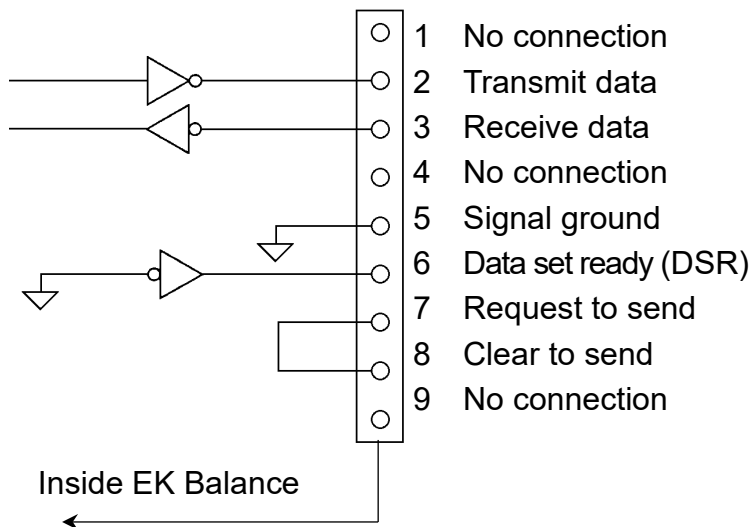 1 No connection
2 Transmit data
3 Receive data
4 No connection
5 Signal ground
6 Data set ready (DSR)
7 Request to send
8 Clear to send
9 No connection
Inside EK Balance